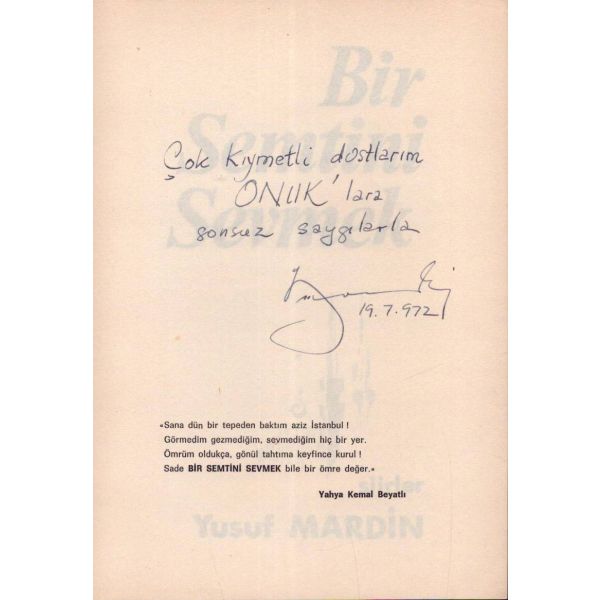 Bir
Semtini
Sevmek
Çok Kıymetli dostlarım
ONUK'lara
sonsuz saygılarla
19.7.972
«Sana dün bir tepeden baktım aziz İstanbul !
Görmedim gezmediğim, sevmediğim hiç bir yer.
Ömrüm oldukça, gönül tahtıma keyfince kurul !
Sade BİR SEMTİNİ SEVMEK bile bir ömre değer.»
Yahya Kemal Beyatlı
şiirler
Yusuf MARDİN